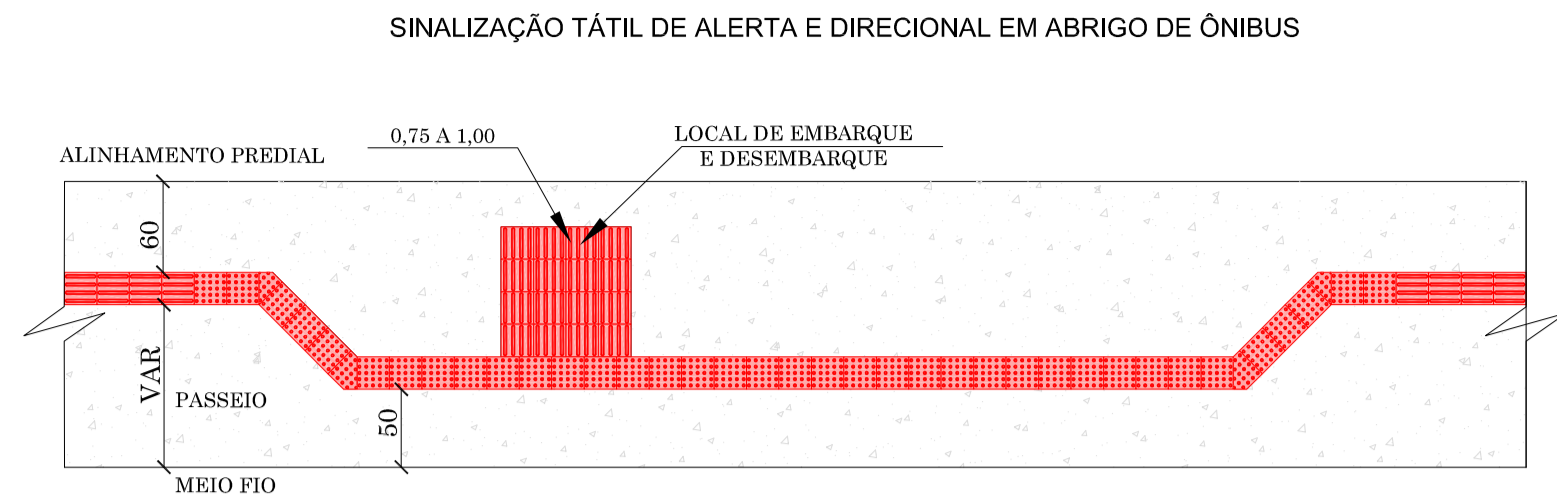 SINALIZAÇÃO TÁTIL DE ALERTA E DIRECIONAL EM ABRIGO DE ÔNIBUS
0,75 A 1,00
LOCAL DE EMBARQUE
E DESEMBARQUE
ALINHAMENTO PREDIAL
60
VAR
PASSEIO
50
MEIO FIO